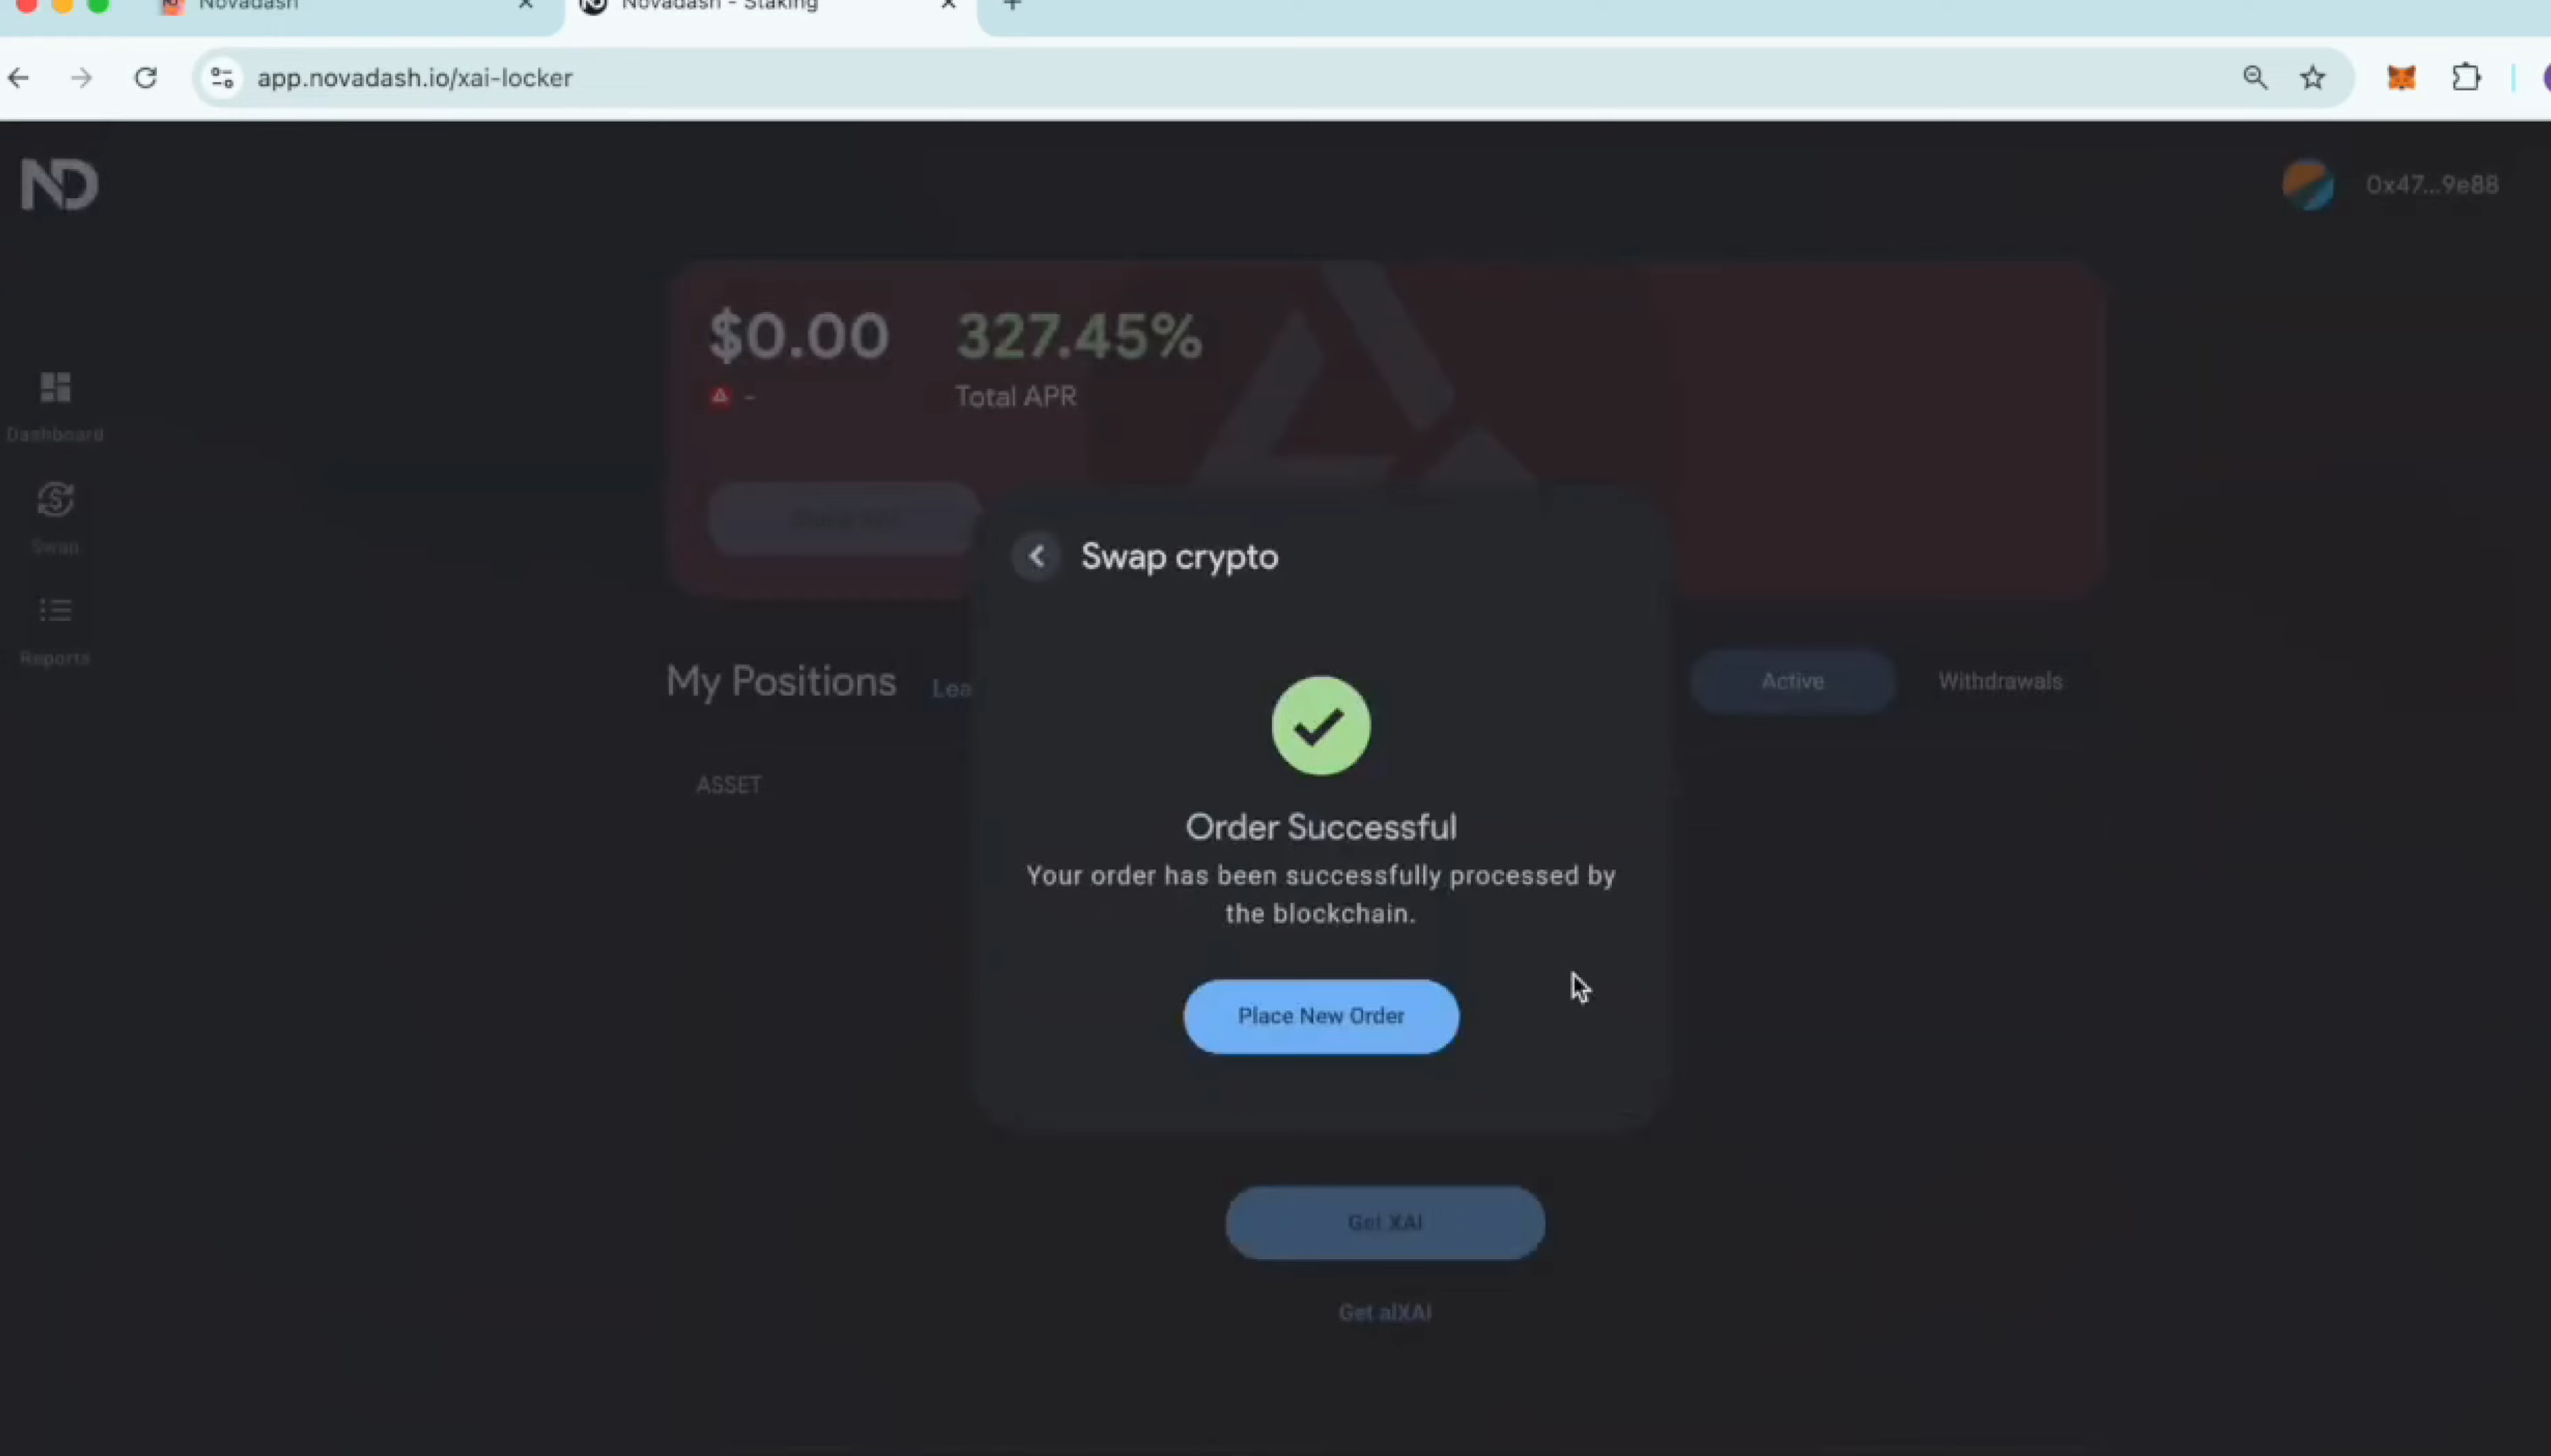 Novadash
Novadash - Staking
app.novadash.io/xai-locker
ND
0x47...9e88
$0.00
327.45%
-
Total APR
Dashboard
Swap
Reports
Swap crypto
My Positions
Lea
Active
Withdrawals
ASSET
Order Successful
Your order has been successfully processed by
the blockchain.
Place New Order
Get XAI
Get alXAI